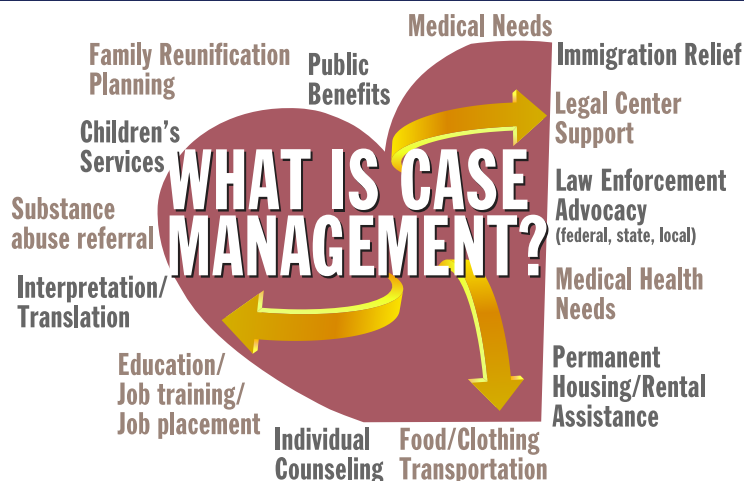 Medical Needs
Family Reunification
Planning
Public
Benefits
Immigration Relief
Legal Center
Support
Children's
Services
WHAT IS CASE
MANAGEMENT?
Law Enforcement
Advocacy
(federal, state, local)
Substance
abuse referral
Interpretation/
Translation
Medical Health
Needs
Education/
Job training/
Job placement
Permanent
Housing/Rental
Assistance
Individual
Counseling
Food/Clothing
Transportation